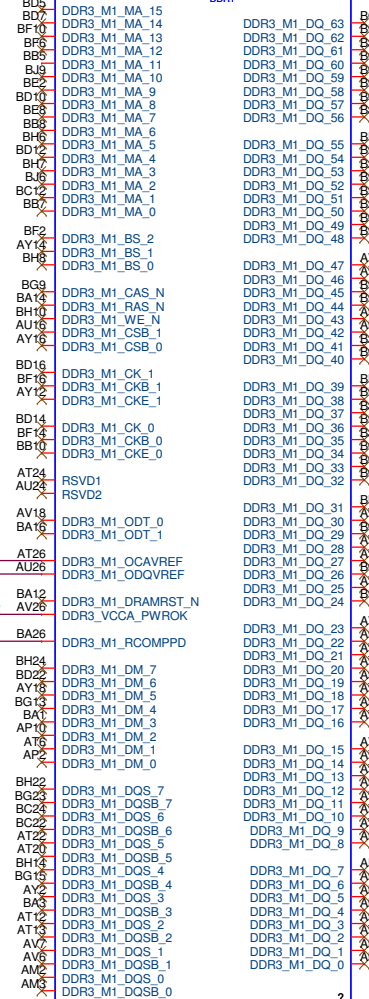 BD5 DDR3_M1_MA_15
BD7 DDR3_M1_MA_14
BF10 DDR3_M1_MA_13
BF6 DDR3_M1_MA_12
BB5 DDR3_M1_MA_11
BJ9 DDR3_M1_MA_10
BE2 DDR3_M1_MA_9
BD10 DDR3_M1_MA_8
BE8 DDR3_M1_MA_7
BB8 DDR3_M1_MA_6
BH6 DDR3_M1_MA_5
BD12 DDR3_M1_MA_4
BH7 DDR3_M1_MA_3
BJ6 DDR3_M1_MA_2
BC12 DDR3_M1_MA_1
BB7 DDR3_M1_MA_0
BF2 DDR3_M1_BS_2
AY14 DDR3_M1_BS_1
BH8 DDR3_M1_BS_0
BG9 DDR3_M1_CAS_N
BA14 DDR3_M1_RAS_N
BH10 DDR3_M1_WE_N
AU16 DDR3_M1_CSB_1
AY16 DDR3_M1_CSB_0
BD16 DDR3_M1_CK_1
BF16 DDR3_M1_CKB_1
AY12 DDR3_M1_CKE_1
BD14 DDR3_M1_CK_0
BF14 DDR3_M1_CKB_0
BB10 DDR3_M1_CKE_0
AT24 RSVD1
AU24 RSVD2
AV18 DDR3_M1_ODT_0
BA16 DDR3_M1_ODT_1
AT26 DDR3_M1_OCAVREF
AU26 DDR3_M1_ODQVREF
BA12 DDR3_M1_DRAMRST_N
AV26 DDR3_VCCA_PWROK
BA26 DDR3_M1_RCOMPPD
BH24 DDR3_M1_DM_7
BD22 DDR3_M1_DM_6
AY18 DDR3_M1_DM_5
BG13 DDR3_M1_DM_4
BA1 DDR3_M1_DM_3
AP10 DDR3_M1_DM_2
AT6 DDR3_M1_DM_1
AP2 DDR3_M1_DM_0
BH22 DDR3_M1_DQS_7
BG23 DDR3_M1_DQSB_7
BC24 DDR3_M1_DQS_6
BC22 DDR3_M1_DQSB_6
AT22 DDR3_M1_DQS_5
AT20 DDR3_M1_DQSB_5
BH14 DDR3_M1_DQS_4
BG15 DDR3_M1_DQSB_4
AY2 DDR3_M1_DQS_3
BA3 DDR3_M1_DQSB_3
AT12 DDR3_M1_DQS_2
AT13 DDR3_M1_DQSB_2
AV7 DDR3_M1_DQS_1
AV6 DDR3_M1_DQSB_1
AM2 DDR3_M1_DQS_0
AM3 DDR3_M1_DQSB_0
DDR3_M1_DQ_63
DDR3_M1_DQ_62
DDR3_M1_DQ_61
DDR3_M1_DQ_60
DDR3_M1_DQ_59
DDR3_M1_DQ_58
DDR3_M1_DQ_57
DDR3_M1_DQ_56
DDR3_M1_DQ_55
DDR3_M1_DQ_54
DDR3_M1_DQ_53
DDR3_M1_DQ_52
DDR3_M1_DQ_51
DDR3_M1_DQ_50
DDR3_M1_DQ_49
DDR3_M1_DQ_48
DDR3_M1_DQ_47
DDR3_M1_DQ_46
DDR3_M1_DQ_45
DDR3_M1_DQ_44
DDR3_M1_DQ_43
DDR3_M1_DQ_42
DDR3_M1_DQ_41
DDR3_M1_DQ_40
DDR3_M1_DQ_39
DDR3_M1_DQ_38
DDR3_M1_DQ_37
DDR3_M1_DQ_36
DDR3_M1_DQ_35
DDR3_M1_DQ_34
DDR3_M1_DQ_33
DDR3_M1_DQ_32
DDR3_M1_DQ_31
DDR3_M1_DQ_30
DDR3_M1_DQ_29
DDR3_M1_DQ_28
DDR3_M1_DQ_27
DDR3_M1_DQ_26
DDR3_M1_DQ_25
DDR3_M1_DQ_24
DDR3_M1_DQ_23
DDR3_M1_DQ_22
DDR3_M1_DQ_21
DDR3_M1_DQ_20
DDR3_M1_DQ_19
DDR3_M1_DQ_18
DDR3_M1_DQ_17
DDR3_M1_DQ_16
DDR3_M1_DQ_15
DDR3_M1_DQ_14
DDR3_M1_DQ_13
DDR3_M1_DQ_12
DDR3_M1_DQ_11
DDR3_M1_DQ_10
DDR3_M1_DQ_9
DDR3_M1_DQ_8
DDR3_M1_DQ_7
DDR3_M1_DQ_6
DDR3_M1_DQ_5
DDR3_M1_DQ_4
DDR3_M1_DQ_3
DDR3_M1_DQ_2
DDR3_M1_DQ_1
DDR3_M1_DQ_0